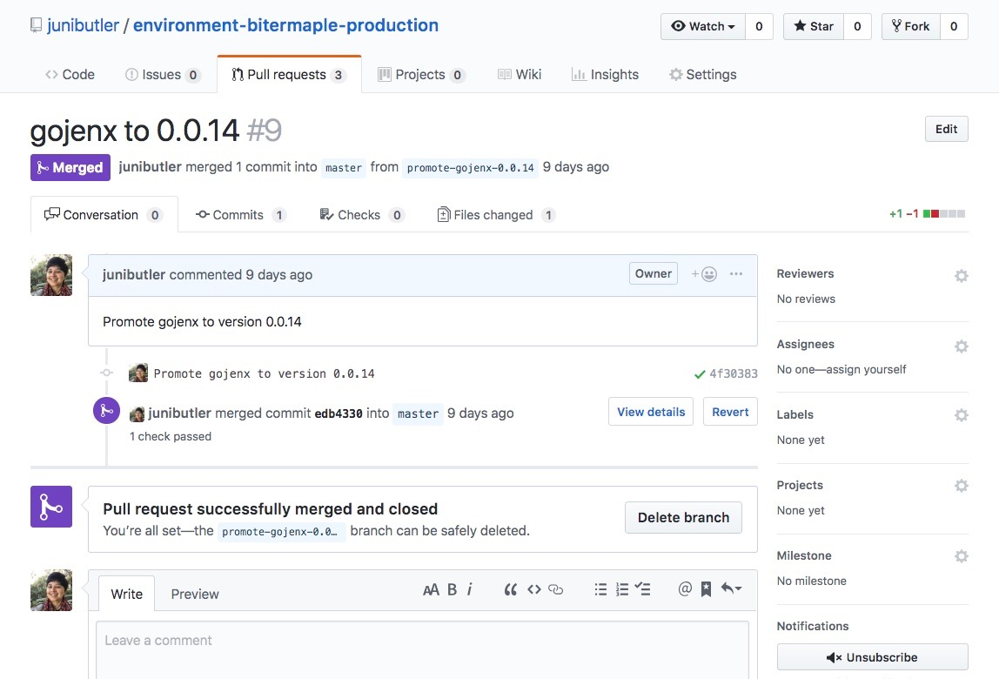 junibutler / environment-bitermaple-production
Watch 0 Star 0 Fork 0
Code Issues 0 Pull requests 3 Projects 0 Wiki Insights Settings
gojenx to 0.0.14 #9
Edit
Merged junibutler merged 1 commit into master from promote-gojenx-0.0.14 9 days ago
Conversation 0 Commits 1 Checks 0 Files changed 1
+1 −1
junibutler commented 9 days ago
Owner
Promote gojenx to version 0.0.14
Promote gojenx to version 0.0.14
4f30383
junibutler merged commit edb4330 into master 9 days ago
View details Revert
1 check passed
Pull request successfully merged and closed
You’re all set—the promote-gojenx-0.0… branch can be safely deleted.
Delete branch
Write Preview
AA B i
Leave a comment
Reviewers
No reviews
Assignees
No one—assign yourself
Labels
None yet
Projects
None yet
Milestone
No milestone
Notifications
Unsubscribe